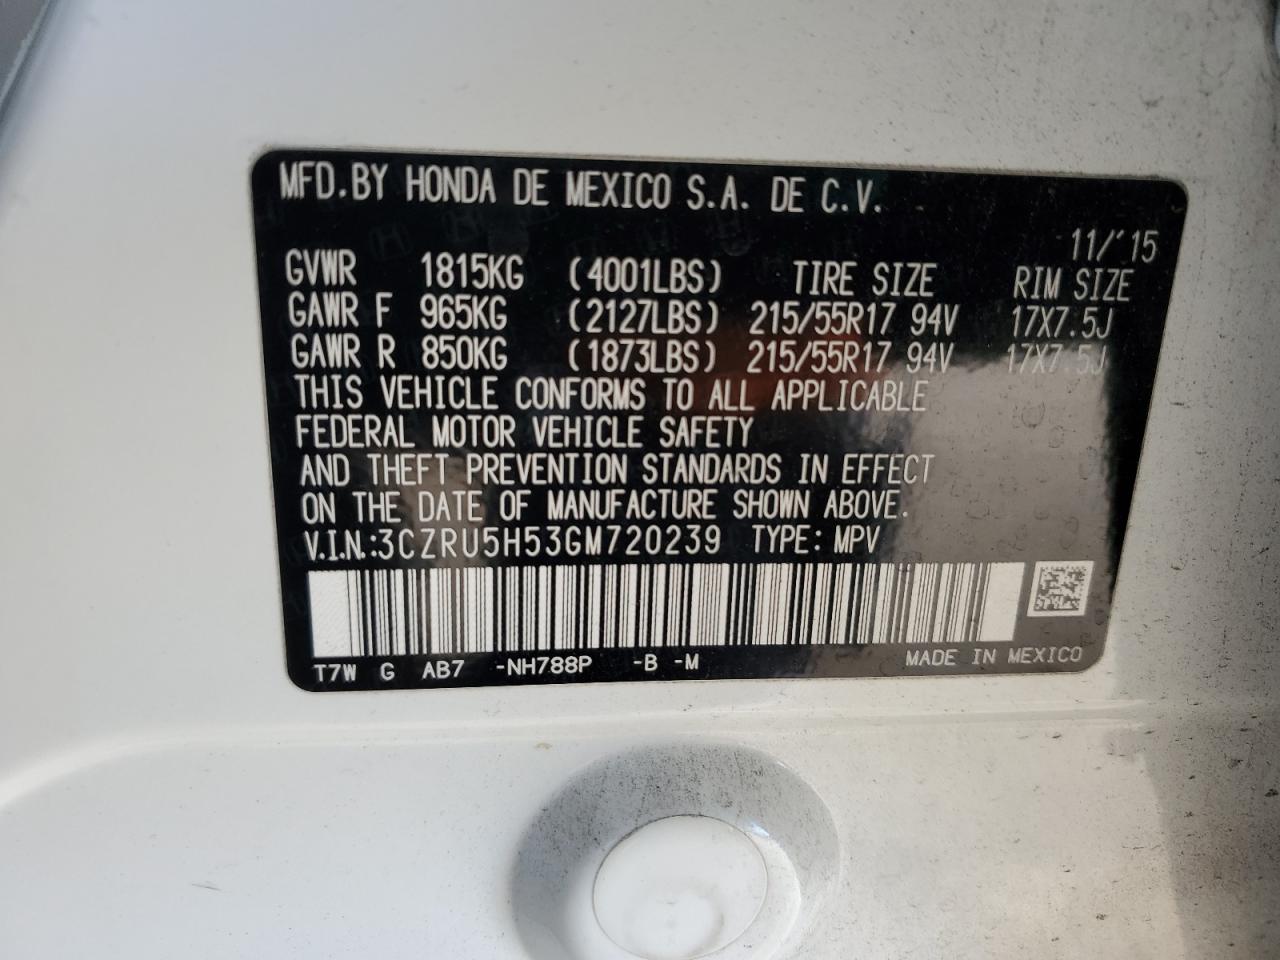 MFD.BY HONDA DE MEXICO S.A. DE C.V.
11/'15
GVWR 1815KG (4001LBS) TIRE SIZE RIM SIZE
GAWR F 965KG (2127LBS) 215/55R17 94V 17X7.5J
GAWR R 850KG (1873LBS) 215/55R17 94V 17X7.5J
THIS VEHICLE CONFORMS TO ALL APPLICABLE
FEDERAL MOTOR VEHICLE SAFETY
AND THEFT PREVENTION STANDARDS IN EFFECT
ON THE DATE OF MANUFACTURE SHOWN ABOVE.
V.I.N.:3CZRU5H53GM720239 TYPE: MPV
T7W G AB7 -NH788P -B -M MADE IN MEXICO